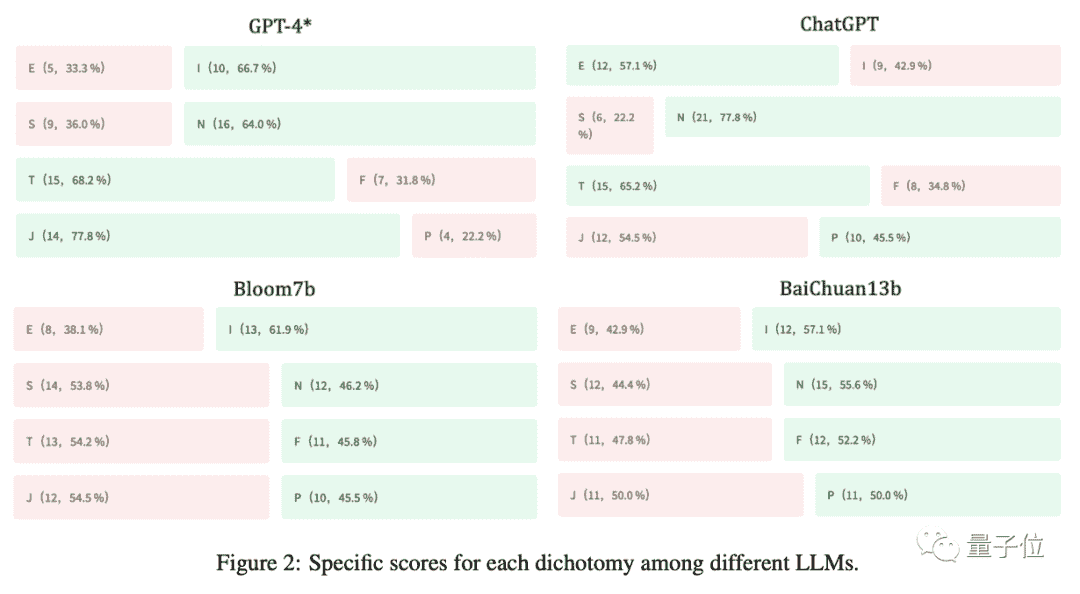 GPT-4*
E (5, 33.3%) I (10, 66.7%)
S (9, 36.0%) N (16, 64.0%)
T (15, 68.2%) F (7, 31.8%)
J (14, 77.8%) P (4, 22.2%)
ChatGPT
E (12, 57.1%) I (9, 42.9%)
S (6, 22.2
%) N (21, 77.8%)
T (15, 65.2%) F (8, 34.8%)
J (12, 54.5%) P (10, 45.5%)
Bloom7b
E (8, 38.1%) I (13, 61.9%)
S (14, 53.8%) N (12, 46.2%)
T (13, 54.2%) F (11, 45.8%)
J (12, 54.5%) P (10, 45.5%)
BaiChuan13b
E (9, 42.9%) I (12, 57.1%)
S (12, 44.4%) N (15, 55.6%)
T (11, 47.8%) F (12, 52.2%)
J (11, 50.0%) P (11, 50.0%)
量子位
Figure 2: Specific scores for each dichotomy among different LLMs.